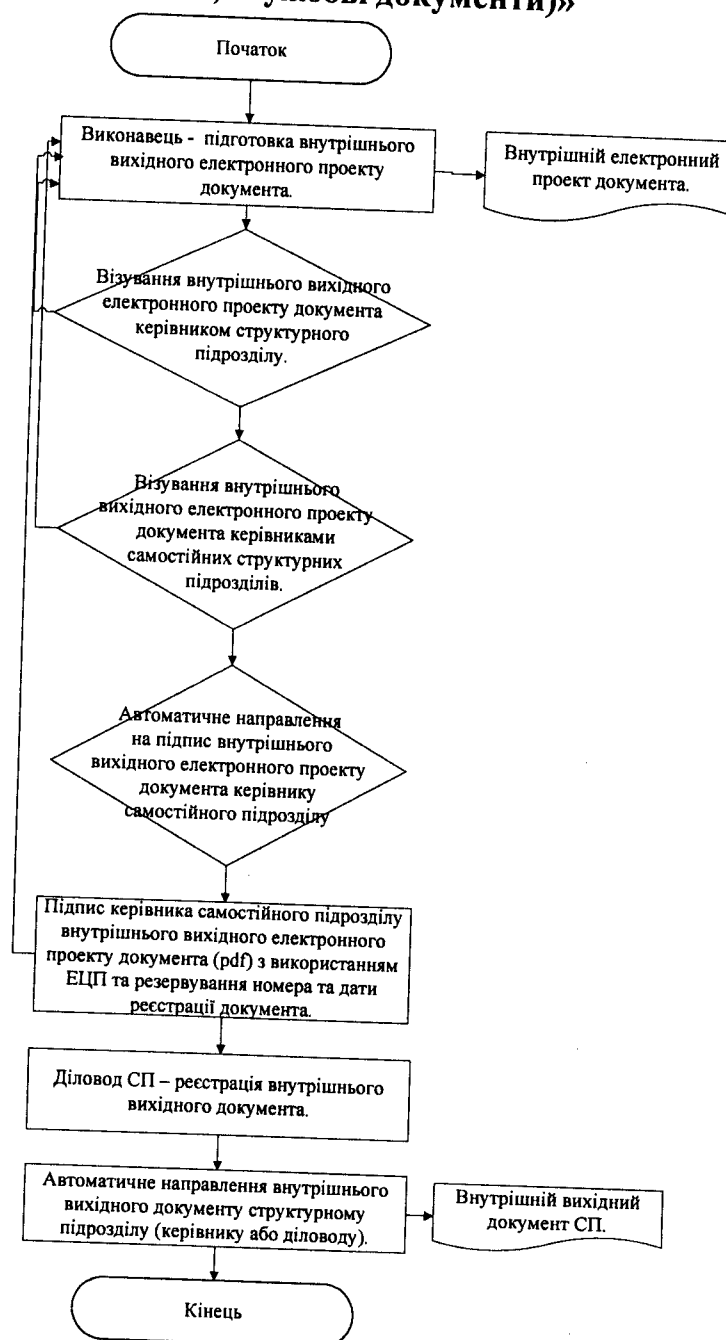 документи)»
Початок
Виконавець - підготовка внутрішнього
вихідного електронного проекту
документа.
Внутрішній електронний
проект документа.
Візування внутрішнього вихідного
електронного проекту документа
керівником структурного
підрозділу.
Візування внутрішнього
вихідного електронного проекту
документа керівниками
самостійних структурних
підрозділів.
Автоматичне направлення
на підпис внутрішнього
вихідного електронного проекту
документа керівнику
самостійного підрозділу
Підпис керівника самостійного підрозділу
внутрішнього вихідного електронного
проекту документа (pdf) з використанням
ЕЦП та резервування номера та дати
реєстрації документа.
Діловод СП – реєстрація внутрішнього
вихідного документа.
Автоматичне направлення внутрішнього
вихідного документу структурному
підрозділу (керівнику або діловоду).
Внутрішній вихідний
документ СП.
Кінець